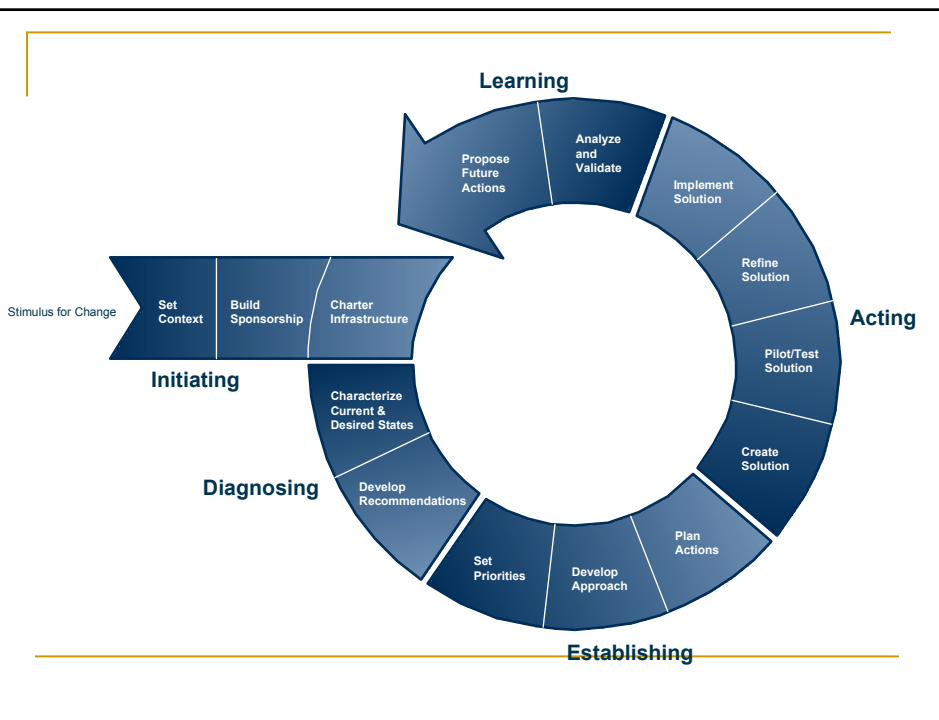 Learning
Analyze
and
Validate
Propose
Future
Actions
Implement
Solution
Refine
Solution
Stimulus for Change
Set
Context
Build
Sponsorship
Charter
Infrastructure
Acting
Pilot/Test
Solution
Initiating
Characterize
Current &
Desired States
Create
Solution
Diagnosing
Develop
Recommendations
Plan
Actions
Set
Priorities
Develop
Approach
Establishing